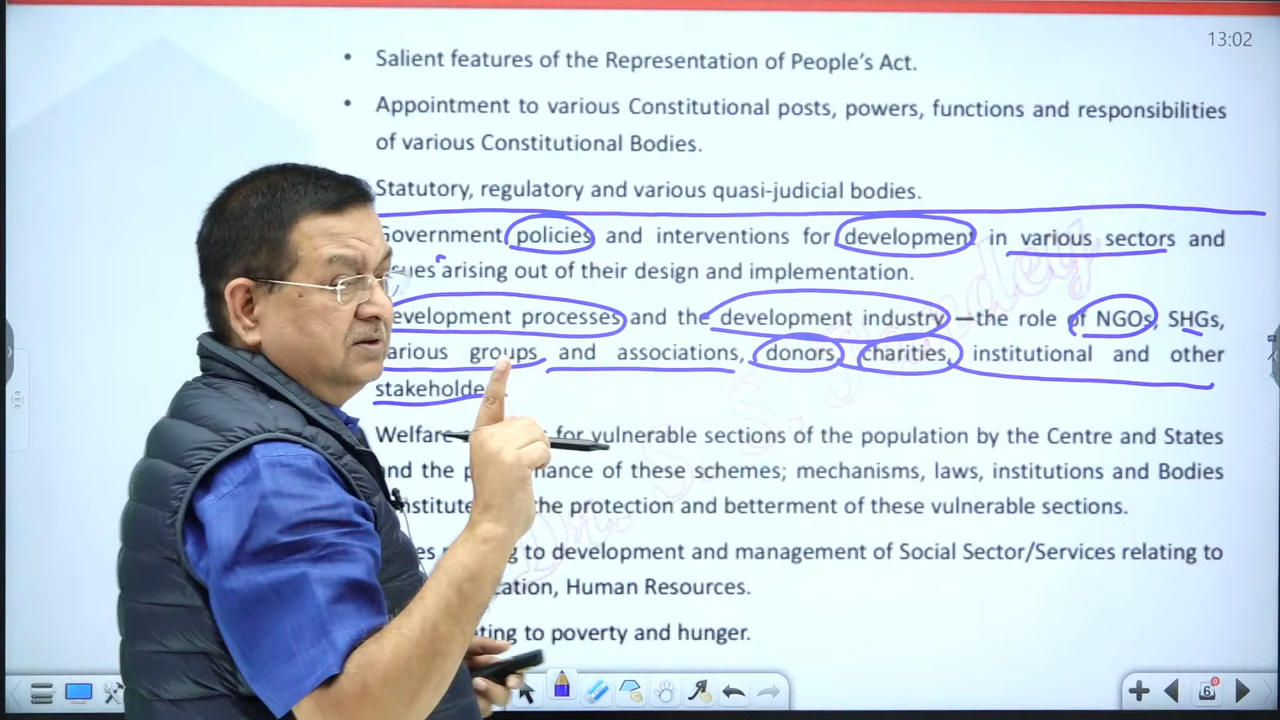 13:02
• Salient features of the Representation of People's Act.
• Appointment to various Constitutional posts, powers, functions and responsibilities
of various Constitutional Bodies.
Statutory, regulatory and various quasi-judicial bodies.
policies and interventions for development in various sectors and
arising out of their design and implementation.
processes and the development industry —the role of NGOs, SHGs,
groups and associations, donors, charities, institutional and other
Welfare for vulnerable sections of the population by the Centre and States
and the of these schemes; mechanisms, laws, institutions and Bodies
the protection and betterment of these vulnerable sections.
to development and management of Social Sector/Services relating to
Human Resources.
to poverty and hunger.
Dr. S. S. Pandey
6